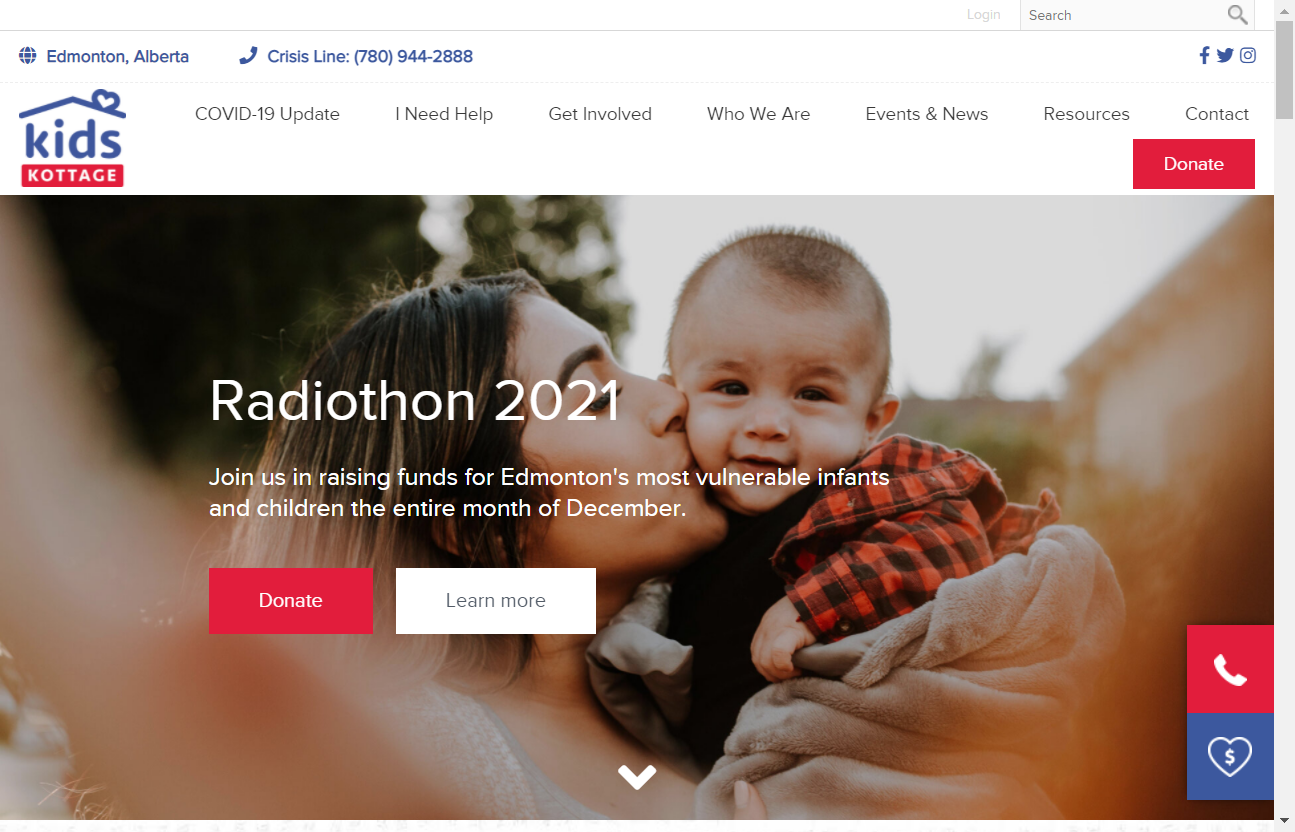 Login
Search
Edmonton, Alberta
Crisis Line: (780) 944-2888
kids
KOTTAGE
COVID-19 Update
I Need Help
Get Involved
Who We Are
Events & News
Resources
Contact
Donate
Radiothon 2021
Join us in raising funds for Edmonton's most vulnerable infants
and children the entire month of December.
Donate
Learn more
$